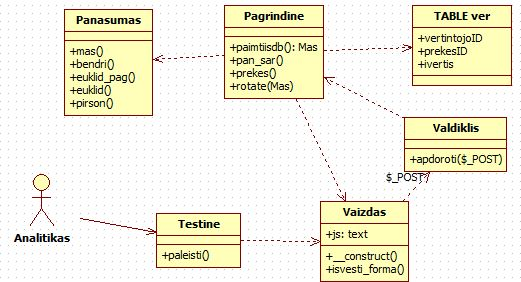 Panasumas
+mas()
+bendri()
+euklid_pag()
+euklid()
+pirson()
Pagrindine
+paimtiisdb(): Mas
+pan_sar()
+prekes()
+rotate(Mas)
TABLE ver
+vertintojoID
+prekesID
+ivertis
Valdiklis
+apdoroti($_POST)
$_POST
Analitikas
Testine
+paleisti()
Vaizdas
+js: text
+__construct()
+isvesti_forma()